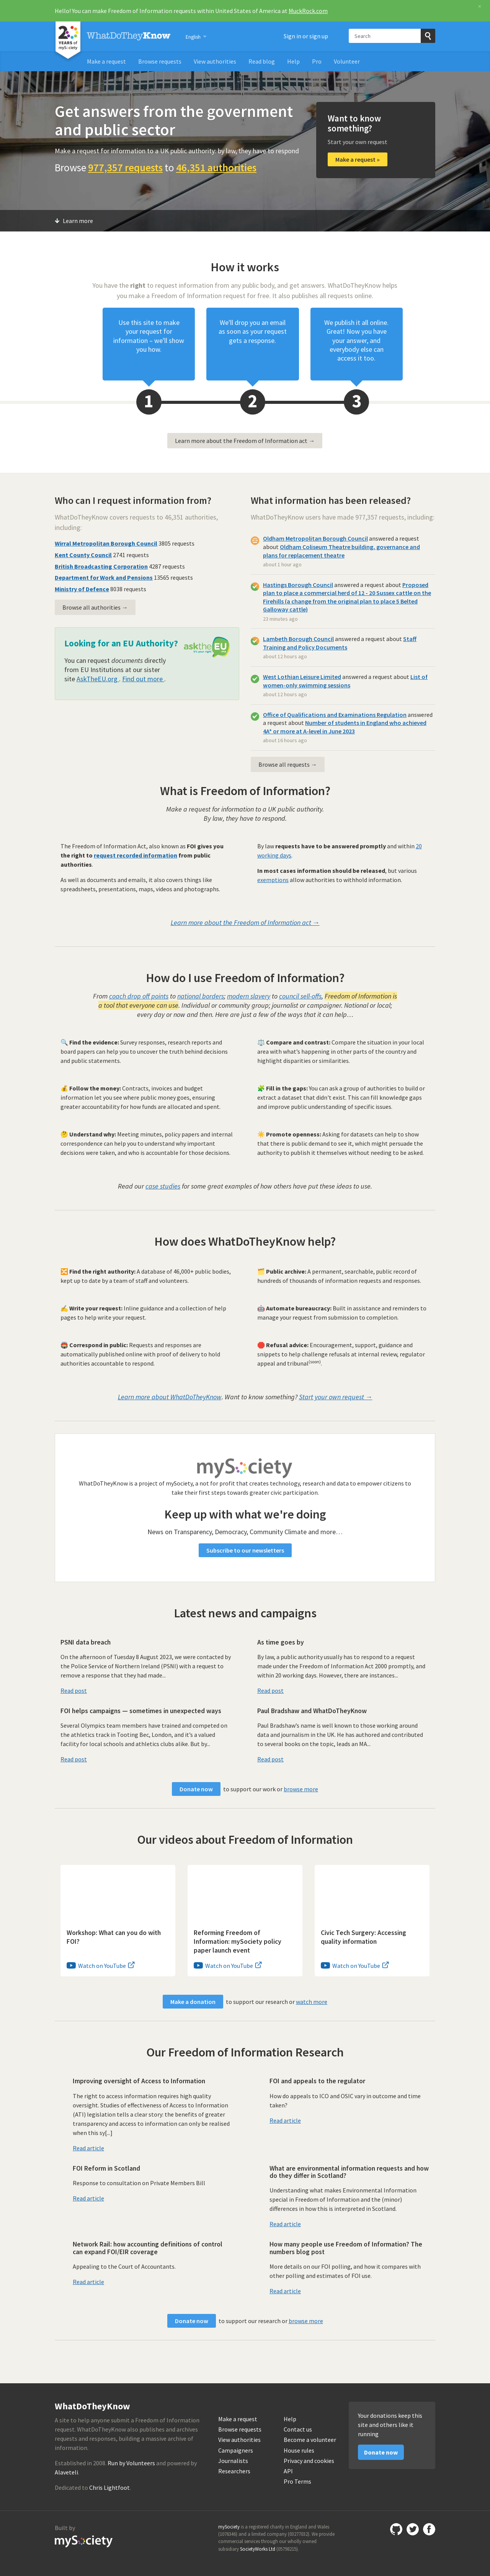 Hello! You can make Freedom of Information requests within United States of America at MuckRock.com
×
20 YEARS of mySociety
WhatDoTheyKnow
English
Sign in or sign up
Search
Make a request
Browse requests
View authorities
Read blog
Help
Pro
Volunteer
Get answers from the government
and public sector
Make a request for information to a UK public authority: by law, they have to respond
Browse 977,357 requests to 46,351 authorities
Want to know
something?
Start your own request
Make a request »
Learn more
How it works
You have the right to request information from any public body, and get answers. WhatDoTheyKnow helps
you make a Freedom of Information request for free. It also publishes all requests online.
Use this site to make
your request for
information – we'll show
you how.
We'll drop you an email
as soon as your request
gets a response.
We publish it all online.
Great! Now you have
your answer, and
everybody else can
access it too.
1
2
3
Learn more about the Freedom of Information act →
Who can I request information from?
WhatDoTheyKnow covers requests to 46,351 authorities,
including:
Wirral Metropolitan Borough Council 3805 requests
Kent County Council 2741 requests
British Broadcasting Corporation 4287 requests
Department for Work and Pensions 13565 requests
Ministry of Defence 8038 requests
Browse all authorities →
Looking for an EU Authority?
asktheEU
You can request documents directly
from EU Institutions at our sister
site AskTheEU.org . Find out more .
What information has been released?
WhatDoTheyKnow users have made 977,357 requests, including:
Oldham Metropolitan Borough Council answered a request
about Oldham Coliseum Theatre building, governance and
plans for replacement theatre
about 1 hour ago
Hastings Borough Council answered a request about Proposed
plan to place a commercial herd of 12 - 20 Sussex cattle on the
Firehills (a change from the original plan to place 5 Belted
Galloway cattle)
23 minutes ago
Lambeth Borough Council answered a request about Staff
Training and Policy Documents
about 12 hours ago
West Lothian Leisure Limited answered a request about List of
women-only swimming sessions
about 12 hours ago
Office of Qualifications and Examinations Regulation answered
a request about Number of students in England who achieved
4A* or more at A-level in June 2023
about 16 hours ago
Browse all requests →
What is Freedom of Information?
Make a request for information to a UK public authority.
By law, they have to respond.
The Freedom of Information Act, also known as FOI gives you
the right to request recorded information from public
authorities.
As well as documents and emails, it also covers things like
spreadsheets, presentations, maps, videos and photographs.
By law requests have to be answered promptly and within 20
working days.
In most cases information should be released, but various
exemptions allow authorities to withhold information.
Learn more about the Freedom of Information act →
How do I use Freedom of Information?
From coach drop off points to national borders; modern slavery to council sell-offs, Freedom of Information is
a tool that everyone can use. Individual or community group; journalist or campaigner. National or local;
every day or now and then. Here are just a few of the ways that it can help…
🔍 Find the evidence: Survey responses, research reports and
board papers can help you to uncover the truth behind decisions
and public statements.
⚖️ Compare and contrast: Compare the situation in your local
area with what's happening in other parts of the country and
highlight disparities or similarities.
💰 Follow the money: Contracts, invoices and budget
information let you see where public money goes, ensuring
greater accountability for how funds are allocated and spent.
🧩 Fill in the gaps: You can ask a group of authorities to build or
extract a dataset that didn't exist. This can fill knowledge gaps
and improve public understanding of specific issues.
🤔 Understand why: Meeting minutes, policy papers and internal
correspondence can help you to understand why important
decisions were taken, and who is accountable for those decisions.
☀️ Promote openness: Asking for datasets can help to show
that there is public demand to see it, which might persuade the
authority to publish it themselves without needing to be asked.
Read our case studies for some great examples of how others have put these ideas to use.
How does WhatDoTheyKnow help?
🔀 Find the right authority: A database of 46,000+ public bodies,
kept up to date by a team of staff and volunteers.
🗂️ Public archive: A permanent, searchable, public record of
hundreds of thousands of information requests and responses.
✍️ Write your request: Inline guidance and a collection of help
pages to help write your request.
🤖 Automate bureaucracy: Built in assistance and reminders to
manage your request from submission to completion.
📮 Correspond in public: Requests and responses are
automatically published online with proof of delivery to hold
authorities accountable to respond.
🛑 Refusal advice: Encouragement, support, guidance and
snippets to help challenge refusals at internal review, regulator
appeal and tribunal(soon).
Learn more about WhatDoTheyKnow. Want to know something? Start your own request →
mySociety
WhatDoTheyKnow is a project of mySociety, a not for profit that creates technology, research and data to empower citizens to
take their first steps towards greater civic participation.
Keep up with what we're doing
News on Transparency, Democracy, Community Climate and more…
Subscribe to our newsletters
Latest news and campaigns
PSNI data breach
On the afternoon of Tuesday 8 August 2023, we were contacted by
the Police Service of Northern Ireland (PSNI) with a request to
remove a response that they had made...
Read post
As time goes by
By law, a public authority usually has to respond to a request
made under the Freedom of Information Act 2000 promptly, and
within 20 working days. However, there are instances...
Read post
FOI helps campaigns — sometimes in unexpected ways
Several Olympics team members have trained and competed on
the athletics track in Tooting Bec, London, and it's a valued
facility for local schools and athletics clubs alike. But by...
Read post
Paul Bradshaw and WhatDoTheyKnow
Paul Bradshaw's name is well known to those working around
data and journalism in the UK. He has authored and contributed
to several books on the topic, leads an MA...
Read post
Donate now to support our work or browse more
Our videos about Freedom of Information
Workshop: What can you do with
FOI?
Watch on YouTube
Reforming Freedom of
Information: mySociety policy
paper launch event
Watch on YouTube
Civic Tech Surgery: Accessing
quality information
Watch on YouTube
Make a donation to support our research or watch more
Our Freedom of Information Research
Improving oversight of Access to Information
The right to access information requires high quality
oversight. Studies of effectiveness of Access to Information
(ATI) legislation tells a clear story: the benefits of greater
transparency and access to information can only be realised
when this sy[...]
Read article
FOI and appeals to the regulator
How do appeals to ICO and OSIC vary in outcome and time
taken?
Read article
FOI Reform in Scotland
Response to consultation on Private Members Bill
Read article
What are environmental information requests and how
do they differ in Scotland?
Understanding what makes Environmental Information
special in Freedom of Information and the (minor)
differences in how this is interpreted in Scotland.
Read article
Network Rail: how accounting definitions of control
can expand FOI/EIR coverage
Appealing to the Court of Accountants.
Read article
How many people use Freedom of Information? The
numbers blog post
More details on our FOI polling, and how it compares with
other polling and estimates of FOI use.
Read article
Donate now to support our research or browse more
WhatDoTheyKnow
A site to help anyone submit a Freedom of Information
request. WhatDoTheyKnow also publishes and archives
requests and responses, building a massive archive of
information.
Established in 2008. Run by Volunteers and powered by
Alaveteli.
Dedicated to Chris Lightfoot.
Make a request
Browse requests
View authorities
Campaigners
Journalists
Researchers
Help
Contact us
Become a volunteer
House rules
Privacy and cookies
API
Pro Terms
Your donations keep this
site and others like it
running
Donate now
Built by
mySociety
mySociety is a registered charity in England and Wales
(1076346) and a limited company (03277032). We provide
commercial services through our wholly owned
subsidiary SocietyWorks Ltd (05798215).